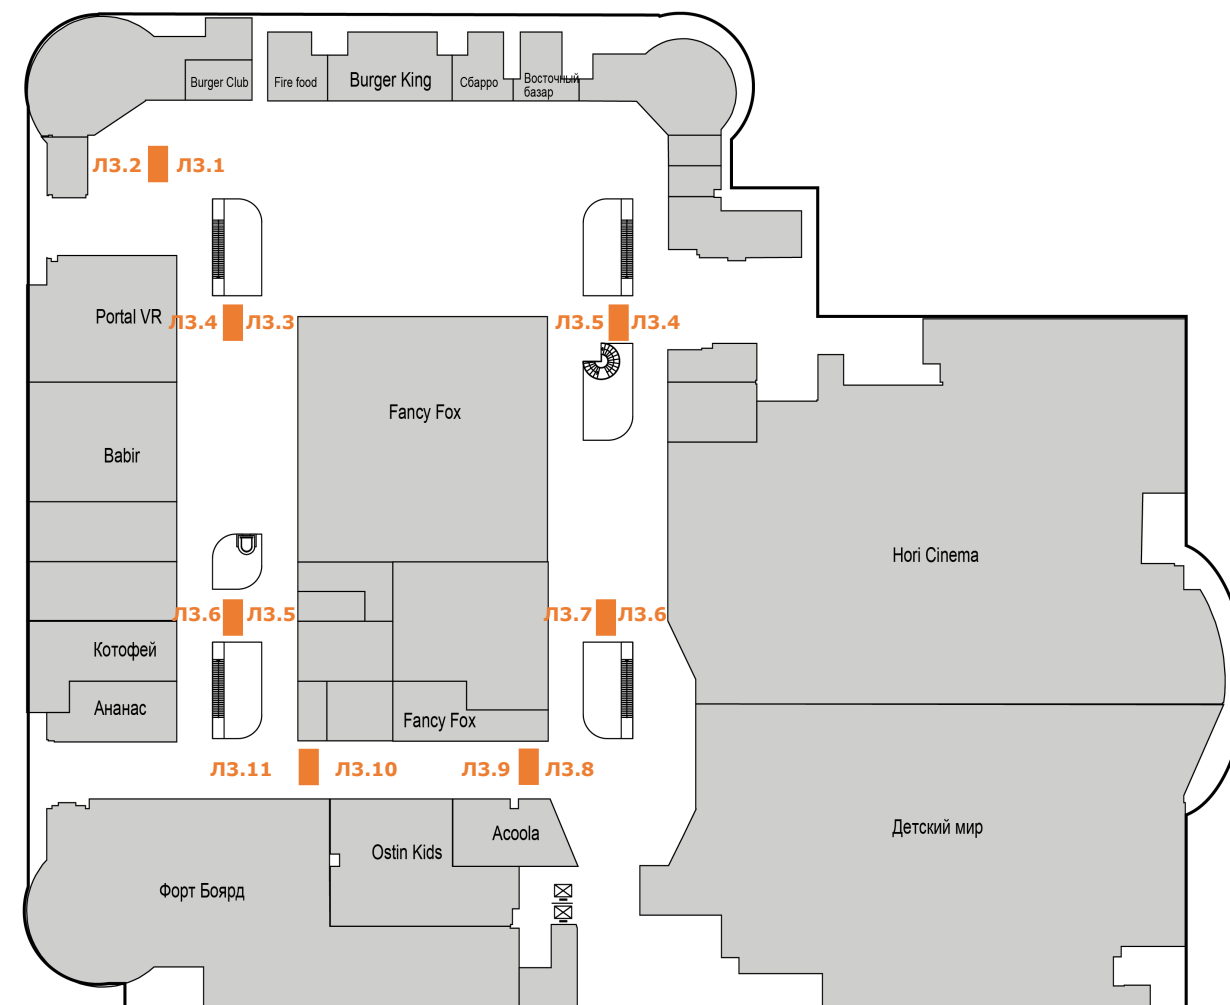 Burger Club
Fire food
Burger King
Сбарро
Восточный
базар
Л3.2
Л3.1
Portal VR
Л3.4
Л3.3
Л3.5
Л3.4
Fancy Fox
Babir
Hori Cinema
Л3.6
Л3.5
Л3.7
Л3.6
Котофей
Ананас
Fancy Fox
Л3.11
Л3.10
Л3.9
Л3.8
Acoola
Детский мир
Ostin Kids
Форт Боярд